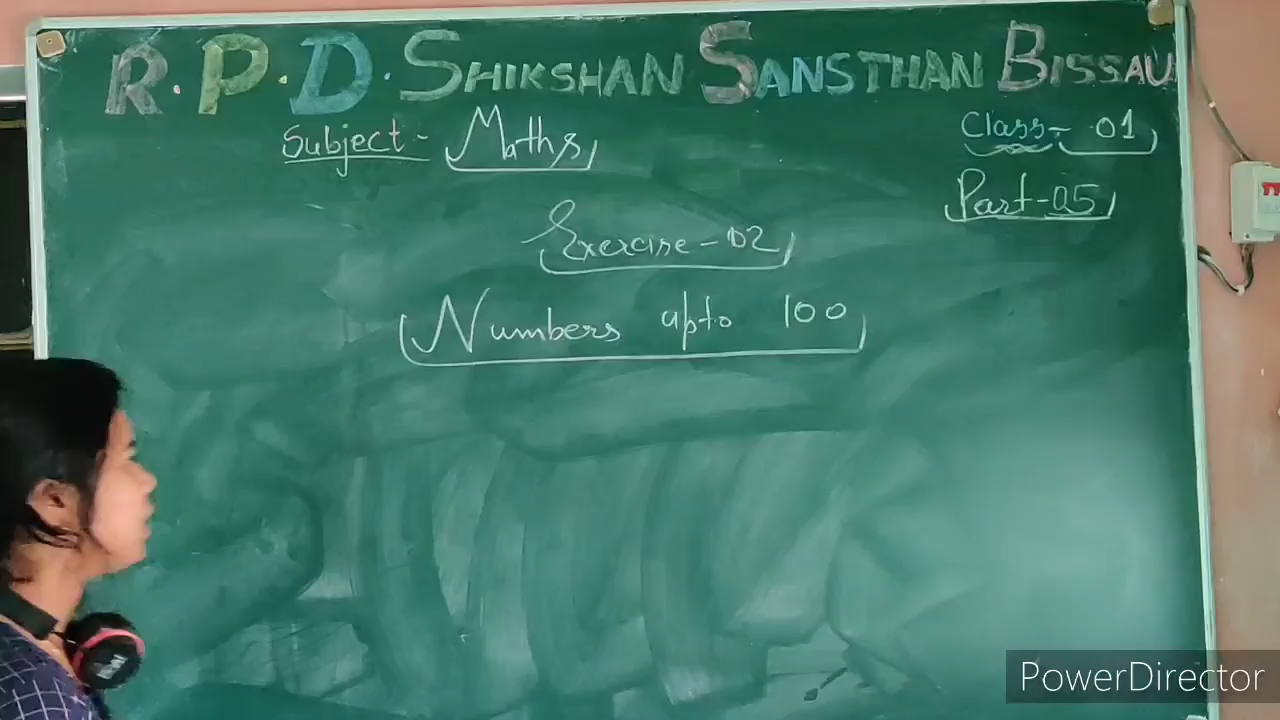 R.P.D. SHIKSHAN SANSTHAN BISSAU
Subject - Maths
Class - 01
Part - 05
Exercise - 02
Numbers upto 100
PowerDirector